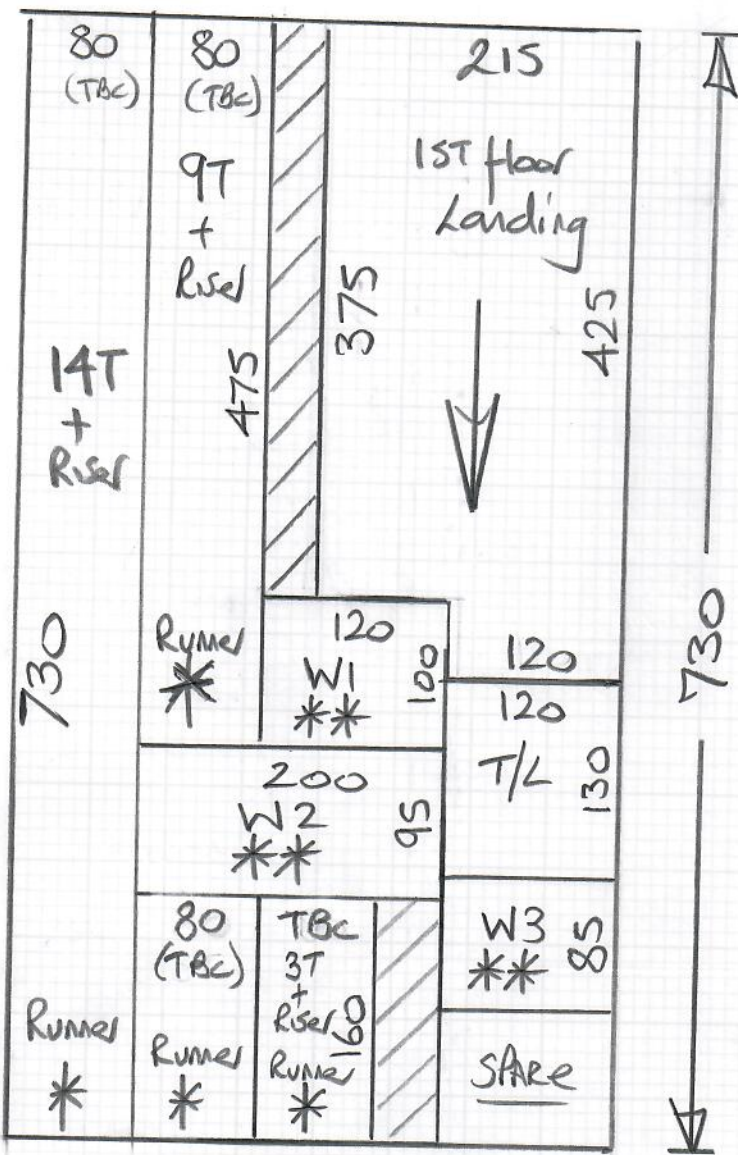 80
(TBC)
14T
+
Riser
730
Runner
*
80
(TBC)
9T
+
Riser
475
Runner
*
215
1ST floor
Landing
375
425
120
W1
**
100
120
120
T/L
130
200
W2
**
95
W3
**
85
80
(TBC)
Runner
*
TBC
3T
+
Riser
160
Runner
*
SPARE
730